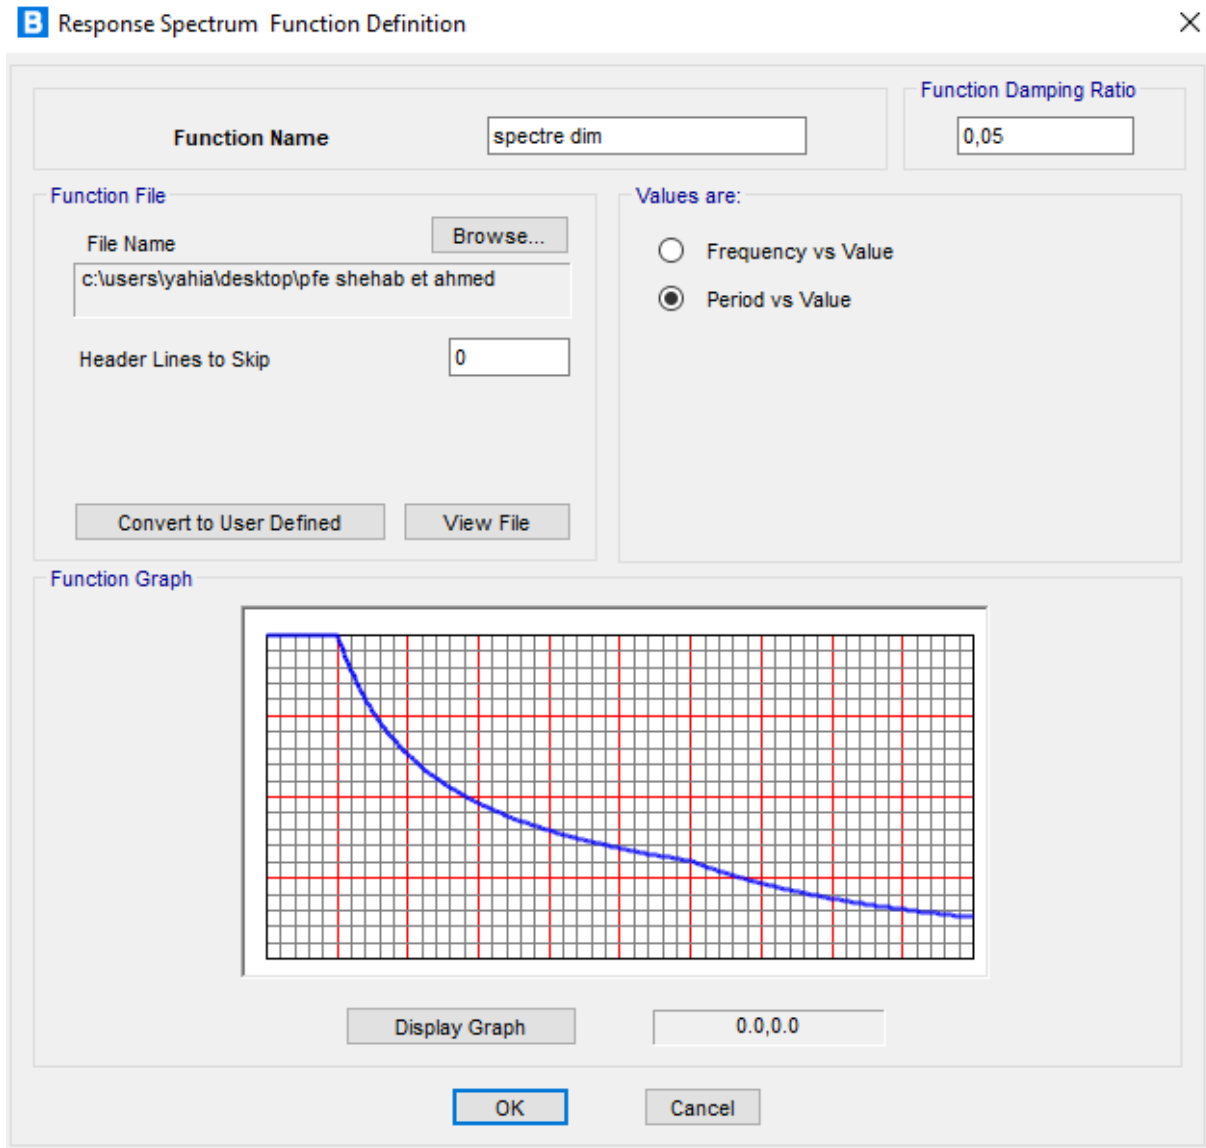 B Response Spectrum Function Definition
Function Damping Ratio
Function Name
spectre dim
0,05
Function File
Values are:
File Name
Browse...
Frequency vs Value
c:\users\yahia\desktop\pfe shehab et ahmed
Period vs Value
Header Lines to Skip
0
Convert to User Defined
View File
Function Graph
Display Graph
0.0,0.0
OK
Cancel